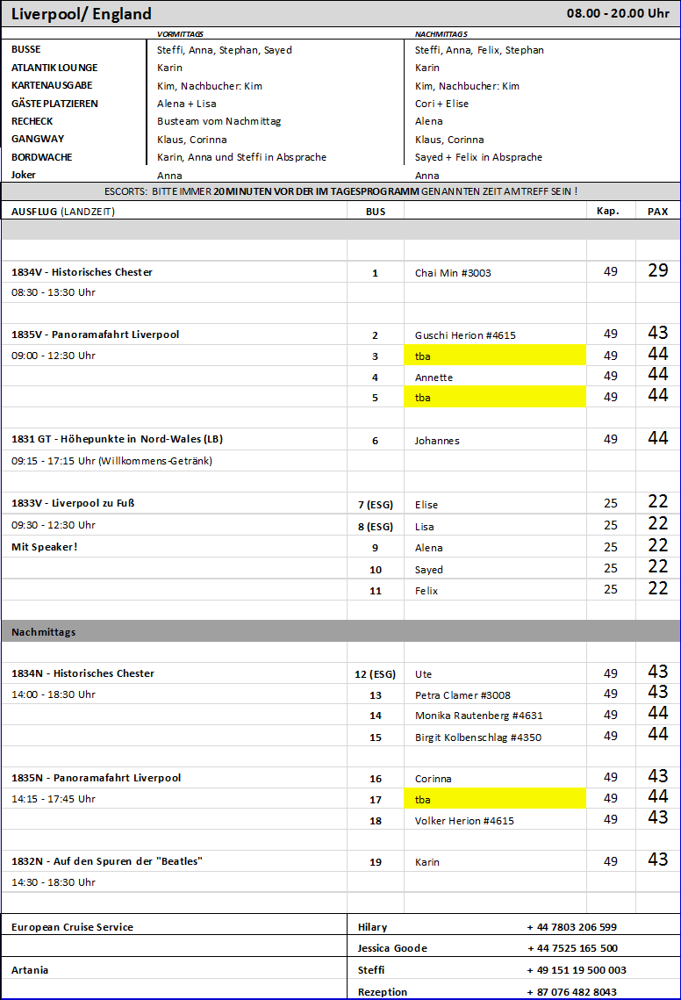 Liverpool/ England 08.00 - 20.00 Uhr
VORMITTAGS NACHMITTAGS
BUSSE Steffi, Anna, Stephan, Sayed Steffi, Anna, Felix, Stephan
ATLANTIK LOUNGE Karin Karin
KARTENAUSGABE Kim, Nachbucher: Kim Kim, Nachbucher: Kim
GÄSTE PLATZIEREN Alena + Lisa Cori + Elise
RECHECK Busteam vom Nachmittag Alena
GANGWAY Klaus, Corinna Klaus, Corinna
BORDWACHE Karin, Anna und Steffi in Absprache Sayed + Felix in Absprache
Joker Anna Anna
ESCORTS: BITTE IMMER 20 MINUTEN VOR DER IM TAGESPROGRAMM GENANNTEN ZEIT AM TREFF SEIN !
AUSFLUG (LANDZEIT) BUS Kap. PAX
1834V - Historisches Chester 1 Chai Min #3003 49 29
08:30 - 13:30 Uhr
1835V - Panoramafahrt Liverpool 2 Guschi Herion #4615 49 43
09:00 - 12:30 Uhr 3 tba 49 44
4 Annette 49 44
5 tba 49 44
1831 GT - Höhepunkte in Nord-Wales (LB) 6 Johannes 49 44
09:15 - 17:15 Uhr (Willkommens-Getränk)
1833V - Liverpool zu Fuß 7 (ESG) Elise 25 22
09:30 - 12:30 Uhr 8 (ESG) Lisa 25 22
Mit Speaker! 9 Alena 25 22
10 Sayed 25 22
11 Felix 25 22
Nachmittags
1834N - Historisches Chester 12 (ESG) Ute 49 43
14:00 - 18:30 Uhr 13 Petra Clamer #3008 49 43
14 Monika Rautenberg #4631 49 44
15 Birgit Kolbenschlag #4350 49 44
1835N - Panoramafahrt Liverpool 16 Corinna 49 43
14:15 - 17:45 Uhr 17 tba 49 44
18 Volker Herion #4615 49 43
1832N - Auf den Spuren der "Beatles" 19 Karin 49 43
14:30 - 18:30 Uhr
European Cruise Service Hilary + 44 7803 206 599
Jessica Goode + 44 7525 165 500
Artania Steffi + 49 151 19 500 003
Rezeption + 87 076 482 8043